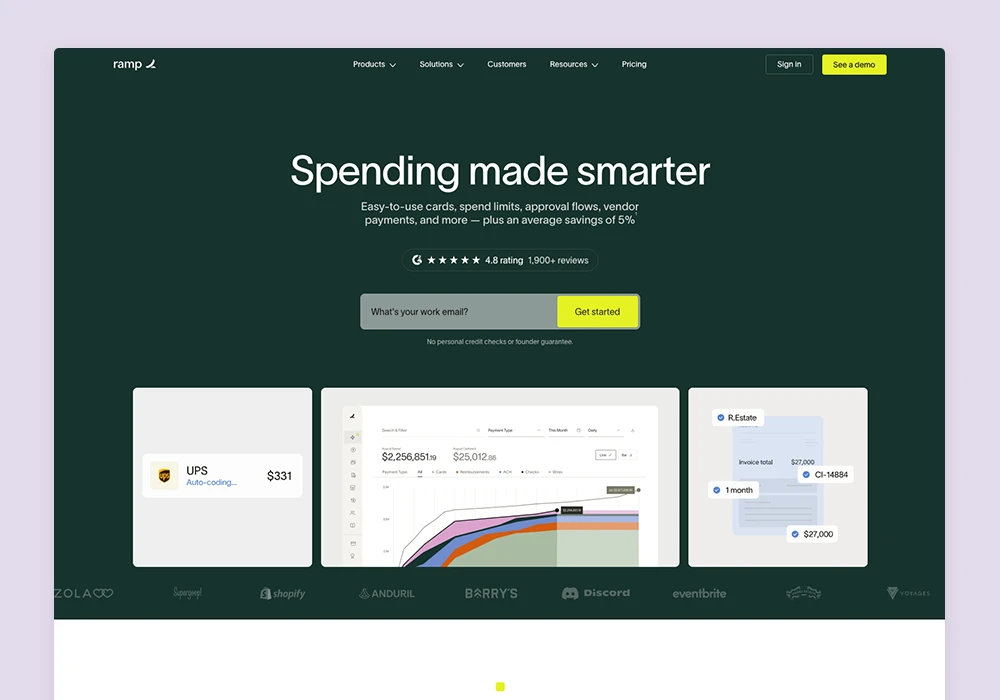 ramp
Products
Solutions
Customers
Resources
Pricing
Sign in
See a demo
Spending made smarter
Easy-to-use cards, spend limits, approval flows, vendor
payments, and more — plus an average savings of 5%
4.8 rating 1,900+ reviews
What's your work email?
Get started
No personal credit checks or founder guarantee.
UPS
Auto-coding...
$331
Search & Filter
Payment Type
This Month
Daily
$2,256,851.19
$25,012.86
Line
Bar
Payment Type:
All
Cards
Reimbursements
ACH
Checks
Wires
R.Estate
Invoice total
$27,000
CI-14884
1 month
$27,000
ZOLA
Supergoop!
shopify
ANDURIL
BARRY'S
Discord
eventbrite
VOYAGES